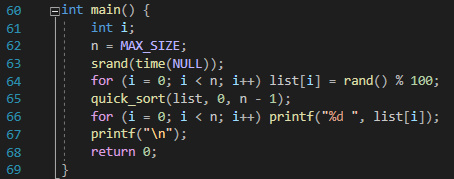 60 int main() {
61 int i;
62 n = MAX_SIZE;
63 srand(time(NULL));
64 for (i = 0; i < n; i++) list[i] = rand() % 100;
65 quick_sort(list, 0, n - 1);
66 for (i = 0; i < n; i++) printf("%d ", list[i]);
67 printf("\n");
68 return 0;
69 }